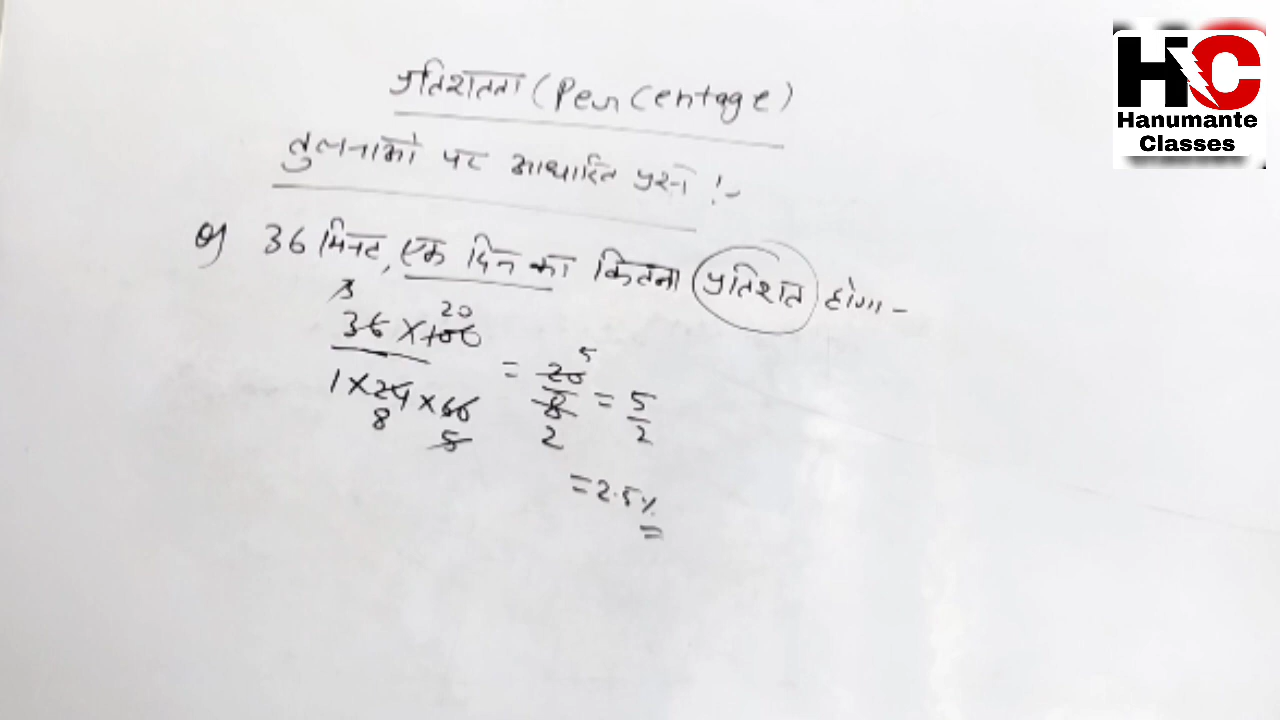 HC
Hanumante
Classes
प्रतिशतता (Percentage)
तुलनाको पर आधारित प्रश्न :-
Q) 36 मिनट, एक दिन का कितना प्रतिशत होगा -
3 20
36 × 100
1 × 24 × 60
8 5
= 20 5
8
2
= 5
2
= 2.5%